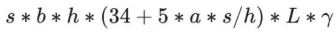 s * b * h * (34 + 5 * a * s/h) * L * γ